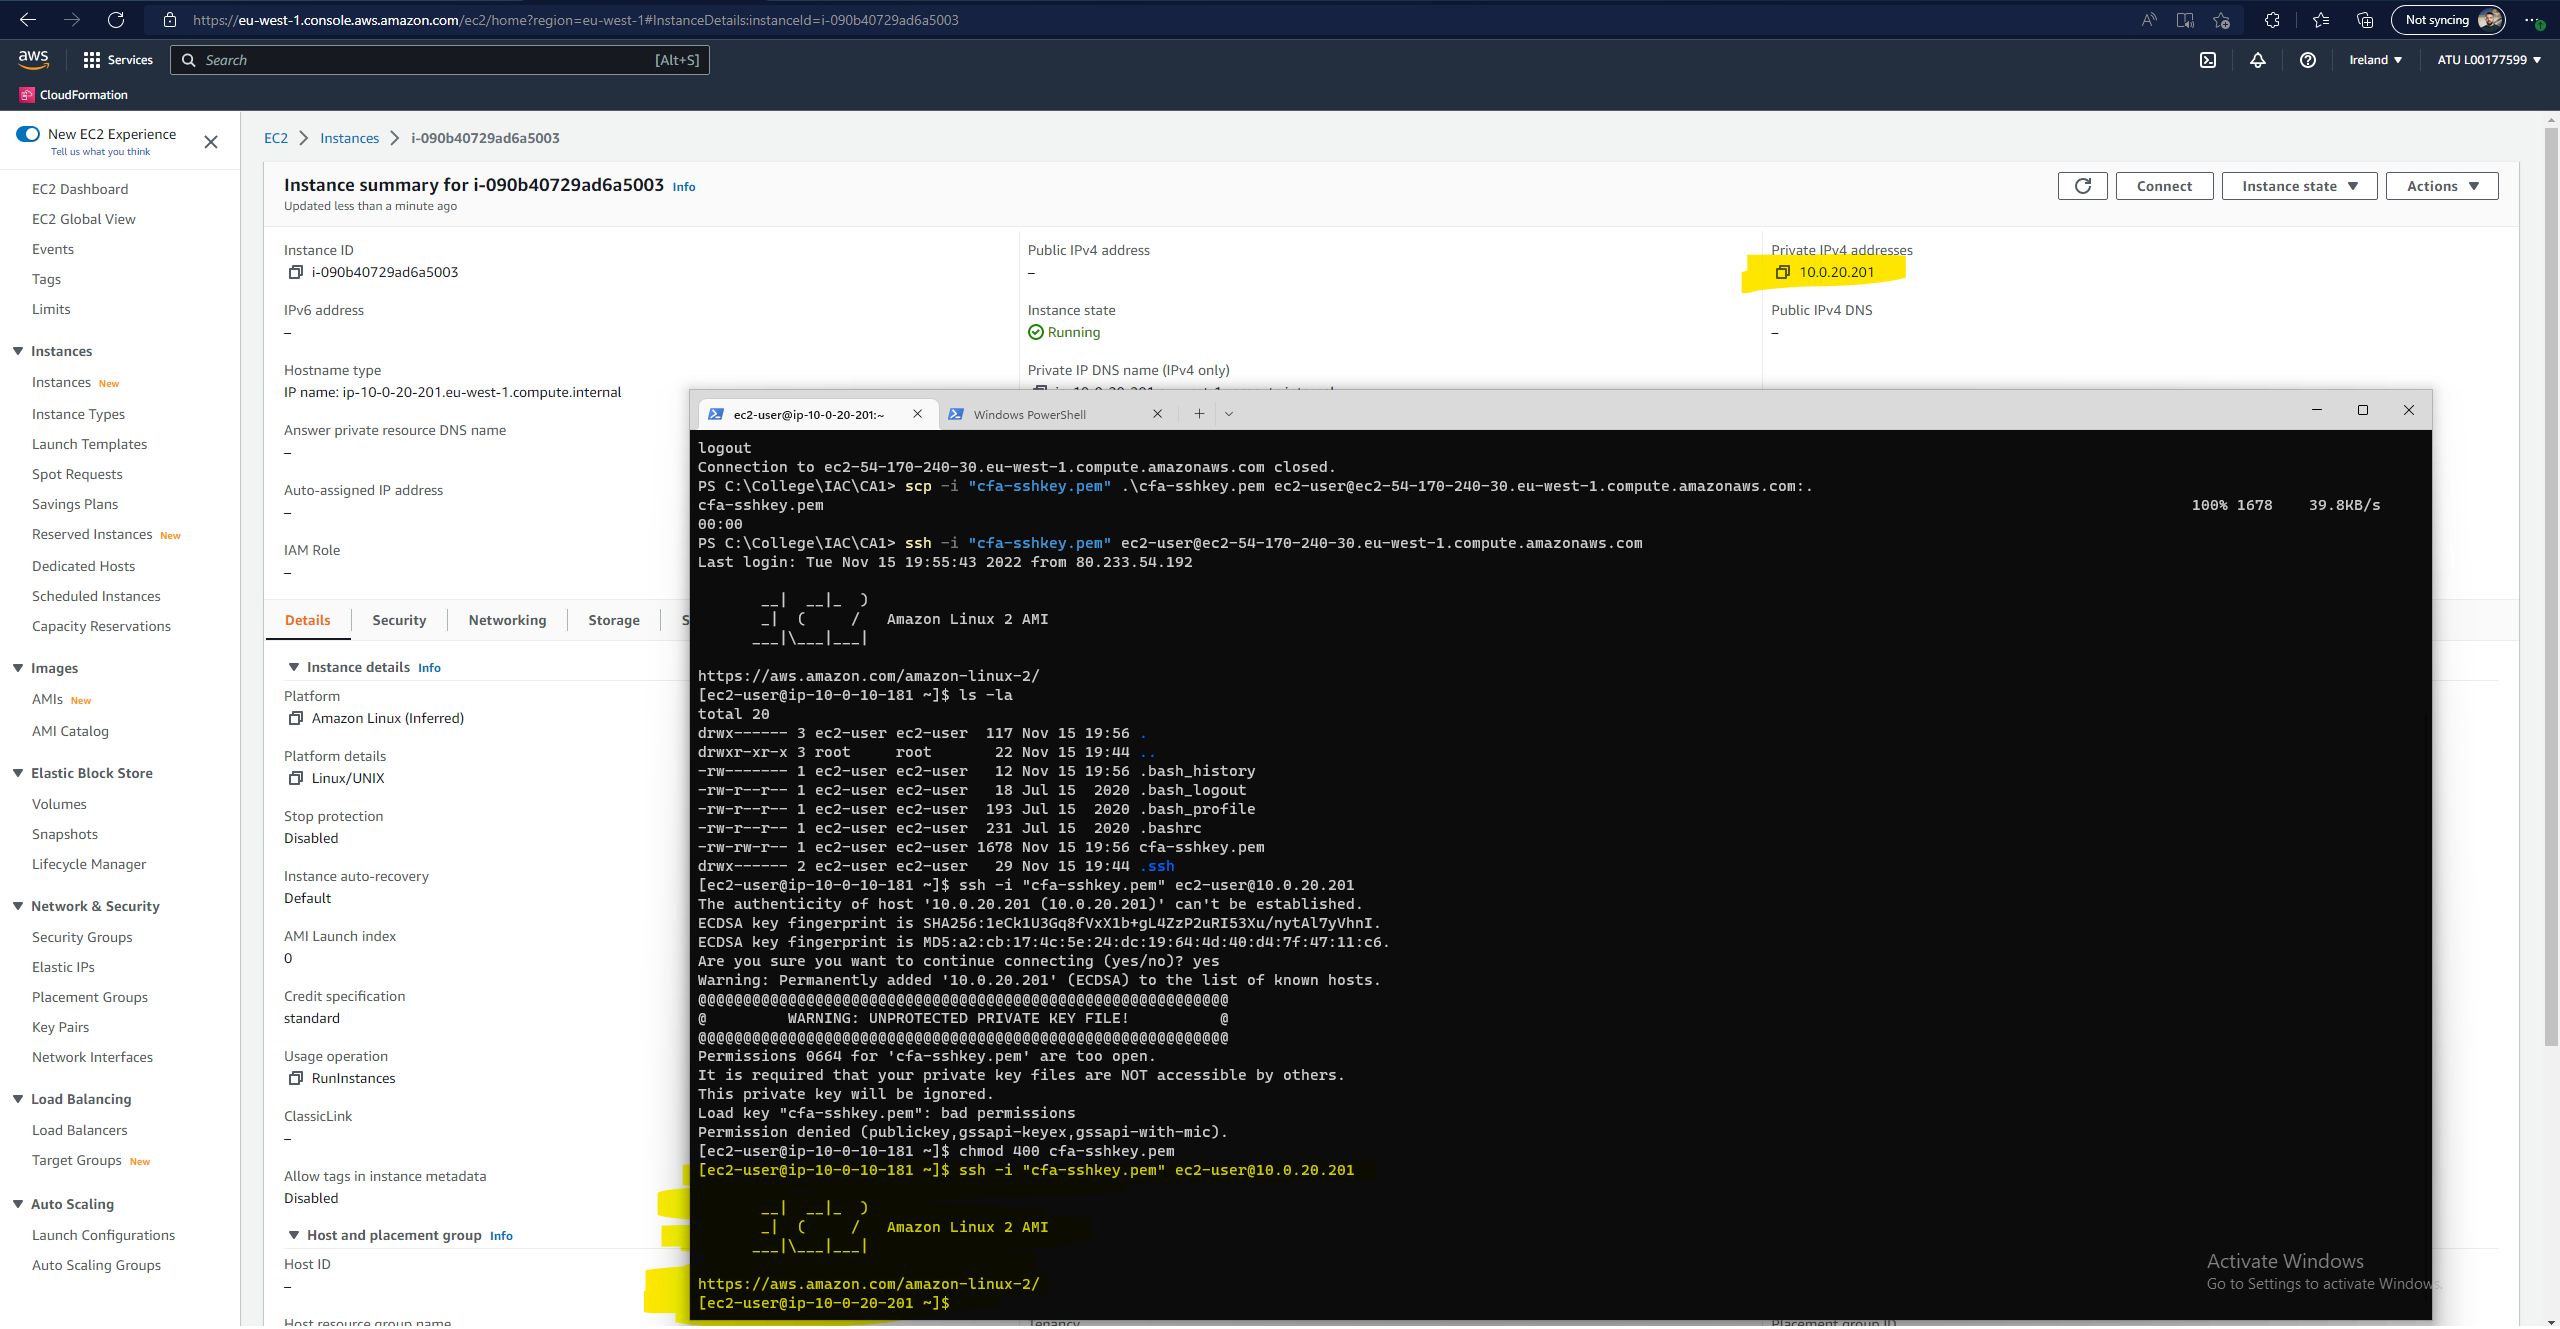 https://eu-west-1.console.aws.amazon.com/ec2/home?region=eu-west-1#InstanceDetails:instanceId=i-090b40729ad6a5003
Not syncing
aws
Services
Search
[Alt+S]
Ireland
ATU L00177599
CloudFormation
New EC2 Experience
Tell us what you think
EC2 Dashboard
EC2 Global View
Events
Tags
Limits
Instances
Instances New
Instance Types
Launch Templates
Spot Requests
Savings Plans
Reserved Instances New
Dedicated Hosts
Scheduled Instances
Capacity Reservations
Images
AMIs New
AMI Catalog
Elastic Block Store
Volumes
Snapshots
Lifecycle Manager
Network & Security
Security Groups
Elastic IPs
Placement Groups
Key Pairs
Network Interfaces
Load Balancing
Load Balancers
Target Groups New
Auto Scaling
Launch Configurations
Auto Scaling Groups
EC2 > Instances > i-090b40729ad6a5003
Instance summary for i-090b40729ad6a5003 Info
Updated less than a minute ago
Connect
Instance state
Actions
Instance ID
i-090b40729ad6a5003
Public IPv4 address
–
Private IPv4 addresses
10.0.20.201
IPv6 address
–
Instance state
Running
Public IPv4 DNS
–
Hostname type
IP name: ip-10-0-20-201.eu-west-1.compute.internal
Private IP DNS name (IPv4 only)
Answer private resource DNS name
–
Auto-assigned IP address
–
IAM Role
–
Details
Security
Networking
Storage
S
Instance details Info
Platform
Amazon Linux (Inferred)
Platform details
Linux/UNIX
Stop protection
Disabled
Instance auto-recovery
Default
AMI Launch index
0
Credit specification
standard
Usage operation
RunInstances
ClassicLink
–
Allow tags in instance metadata
Disabled
Host and placement group Info
Host ID
–
Host resource group name
Tenancy
Placement group ID
ec2-user@ip-10-0-20-201:~
Windows PowerShell
logout
Connection to ec2-54-170-240-30.eu-west-1.compute.amazonaws.com closed.
PS C:\College\IAC\CA1> scp -i "cfa-sshkey.pem" .\cfa-sshkey.pem ec2-user@ec2-54-170-240-30.eu-west-1.compute.amazonaws.com:.
cfa-sshkey.pem 100% 1678 39.8KB/s
00:00
PS C:\College\IAC\CA1> ssh -i "cfa-sshkey.pem" ec2-user@ec2-54-170-240-30.eu-west-1.compute.amazonaws.com
Last login: Tue Nov 15 19:55:43 2022 from 80.233.54.192
       __|  __|_  )
       _|  (     /   Amazon Linux 2 AMI
      ___|\___|___|
https://aws.amazon.com/amazon-linux-2/
[ec2-user@ip-10-0-10-181 ~]$ ls -la
total 20
drwx------ 3 ec2-user ec2-user  117 Nov 15 19:56 .
drwxr-xr-x 3 root     root       22 Nov 15 19:44 ..
-rw------- 1 ec2-user ec2-user   12 Nov 15 19:56 .bash_history
-rw-r--r-- 1 ec2-user ec2-user   18 Jul 15  2020 .bash_logout
-rw-r--r-- 1 ec2-user ec2-user  193 Jul 15  2020 .bash_profile
-rw-r--r-- 1 ec2-user ec2-user  231 Jul 15  2020 .bashrc
-rw-rw-r-- 1 ec2-user ec2-user 1678 Nov 15 19:56 cfa-sshkey.pem
drwx------ 2 ec2-user ec2-user   29 Nov 15 19:44 .ssh
[ec2-user@ip-10-0-10-181 ~]$ ssh -i "cfa-sshkey.pem" ec2-user@10.0.20.201
The authenticity of host '10.0.20.201 (10.0.20.201)' can't be established.
ECDSA key fingerprint is SHA256:1eCk1U3Gq8fVxX1b+gL4ZzP2uRI53Xu/nytAl7yVhnI.
ECDSA key fingerprint is MD5:a2:cb:17:4c:5e:24:dc:19:64:4d:40:d4:7f:47:11:c6.
Are you sure you want to continue connecting (yes/no)? yes
Warning: Permanently added '10.0.20.201' (ECDSA) to the list of known hosts.
@@@@@@@@@@@@@@@@@@@@@@@@@@@@@@@@@@@@@@@@@@@@@@@@@@@@@@@@@@@
@         WARNING: UNPROTECTED PRIVATE KEY FILE!          @
@@@@@@@@@@@@@@@@@@@@@@@@@@@@@@@@@@@@@@@@@@@@@@@@@@@@@@@@@@@
Permissions 0664 for 'cfa-sshkey.pem' are too open.
It is required that your private key files are NOT accessible by others.
This private key will be ignored.
Load key "cfa-sshkey.pem": bad permissions
Permission denied (publickey,gssapi-keyex,gssapi-with-mic).
[ec2-user@ip-10-0-10-181 ~]$ chmod 400 cfa-sshkey.pem
[ec2-user@ip-10-0-10-181 ~]$ ssh -i "cfa-sshkey.pem" ec2-user@10.0.20.201
       __|  __|_  )
       _|  (     /   Amazon Linux 2 AMI
      ___|\___|___|
https://aws.amazon.com/amazon-linux-2/
[ec2-user@ip-10-0-20-201 ~]$
Activate Windows
Go to Settings to activate Windows.